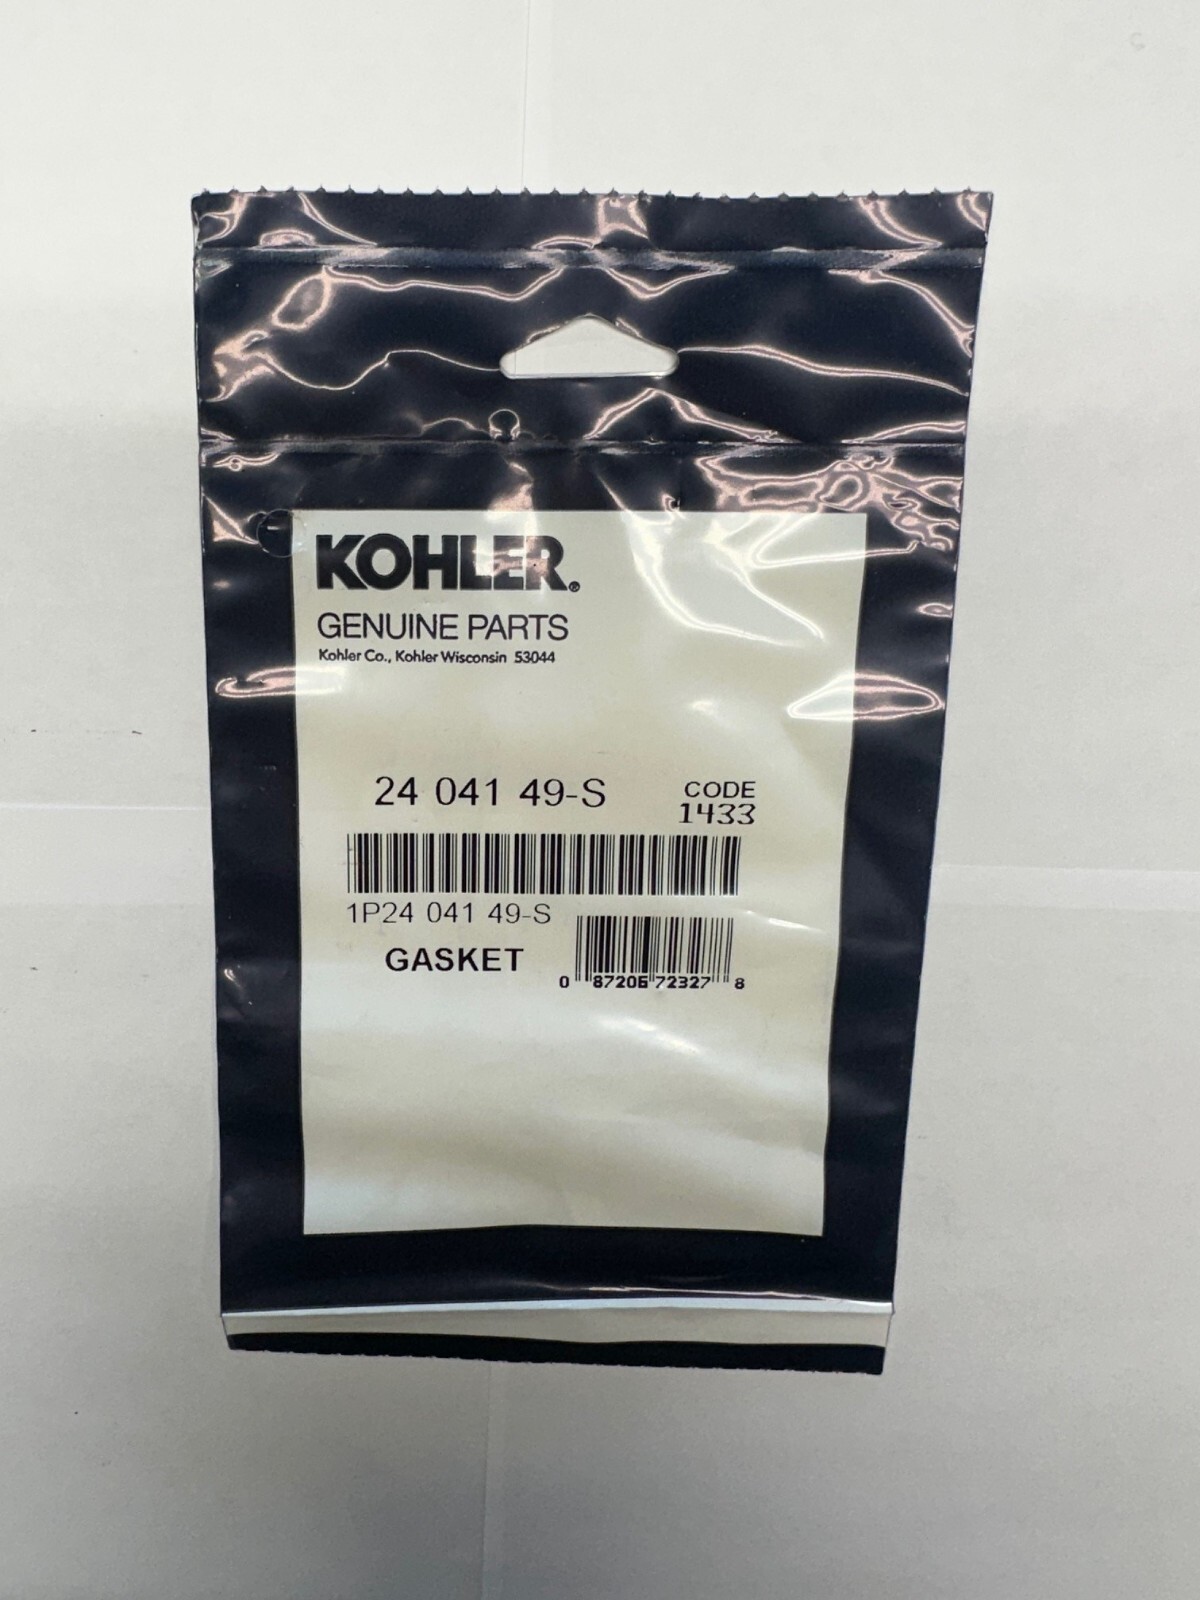 KOHLER®
GENUINE PARTS
Kohler Co., Kohler Wisconsin 53044
24 041 49-S
CODE
1433
1P24 041 49-S
GASKET
0 87206 72327 8